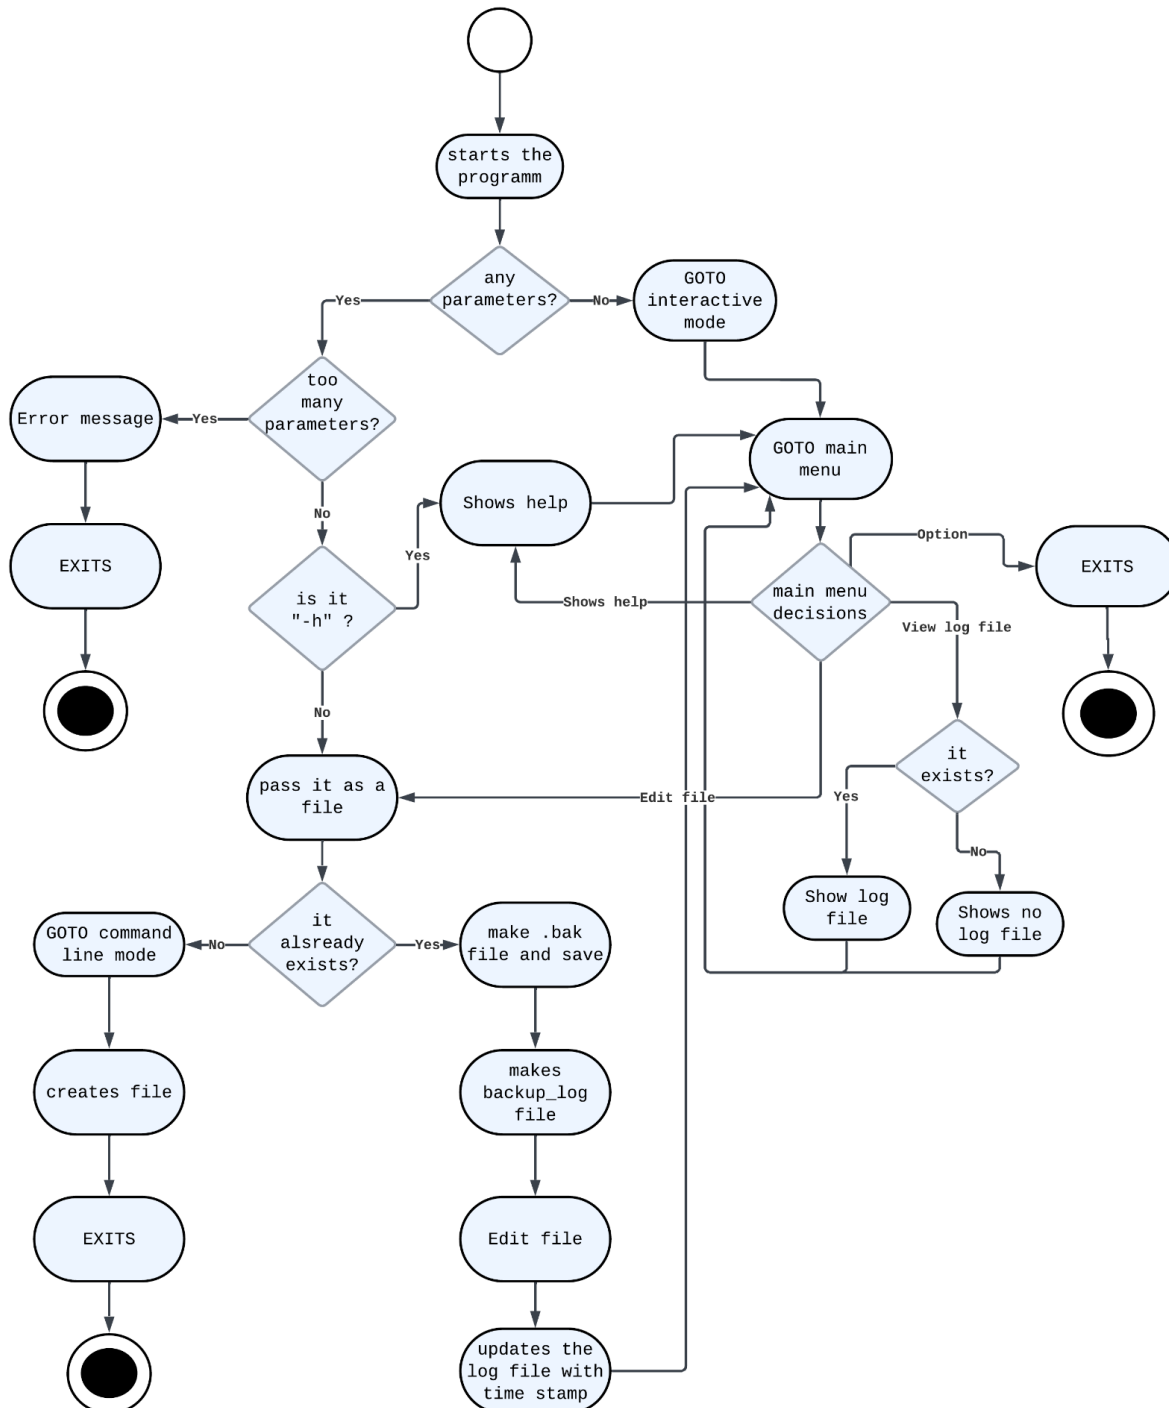 starts the
programm
any
parameters?
Yes
No
GOTO
interactive
mode
too
many
parameters?
Yes
Error message
No
EXITS
GOTO main
menu
Shows help
Yes
is it
"-h" ?
Shows help
main menu
decisions
Option
EXITS
View log file
No
pass it as a
file
Edit file
it
exists?
Yes
No
Show log
file
Shows no
log file
it
alsready
exists?
No
GOTO command
line mode
Yes
make .bak
file and save
creates file
makes
backup_log
file
EXITS
Edit file
updates the
log file with
time stamp